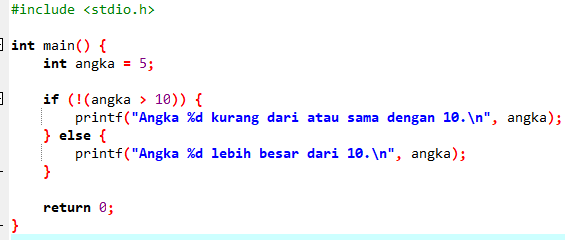 #include <stdio.h>
int main() {
int angka = 5;
if (!(angka > 10)) {
printf("Angka %d kurang dari atau sama dengan 10.\n", angka);
} else {
printf("Angka %d lebih besar dari 10.\n", angka);
}
return 0;
}